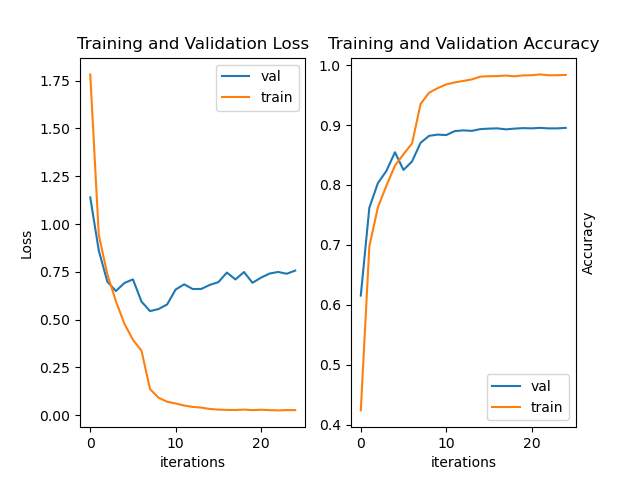 Training and Validation Loss
Training and Validation Accuracy
val
train
1.75
1.50
1.25
1.00
0.75
0.50
0.25
0.00
Loss
0
10
20
iterations
1.0
0.9
0.8
0.7
0.6
0.5
0.4
val
train
0
10
20
iterations
Accuracy